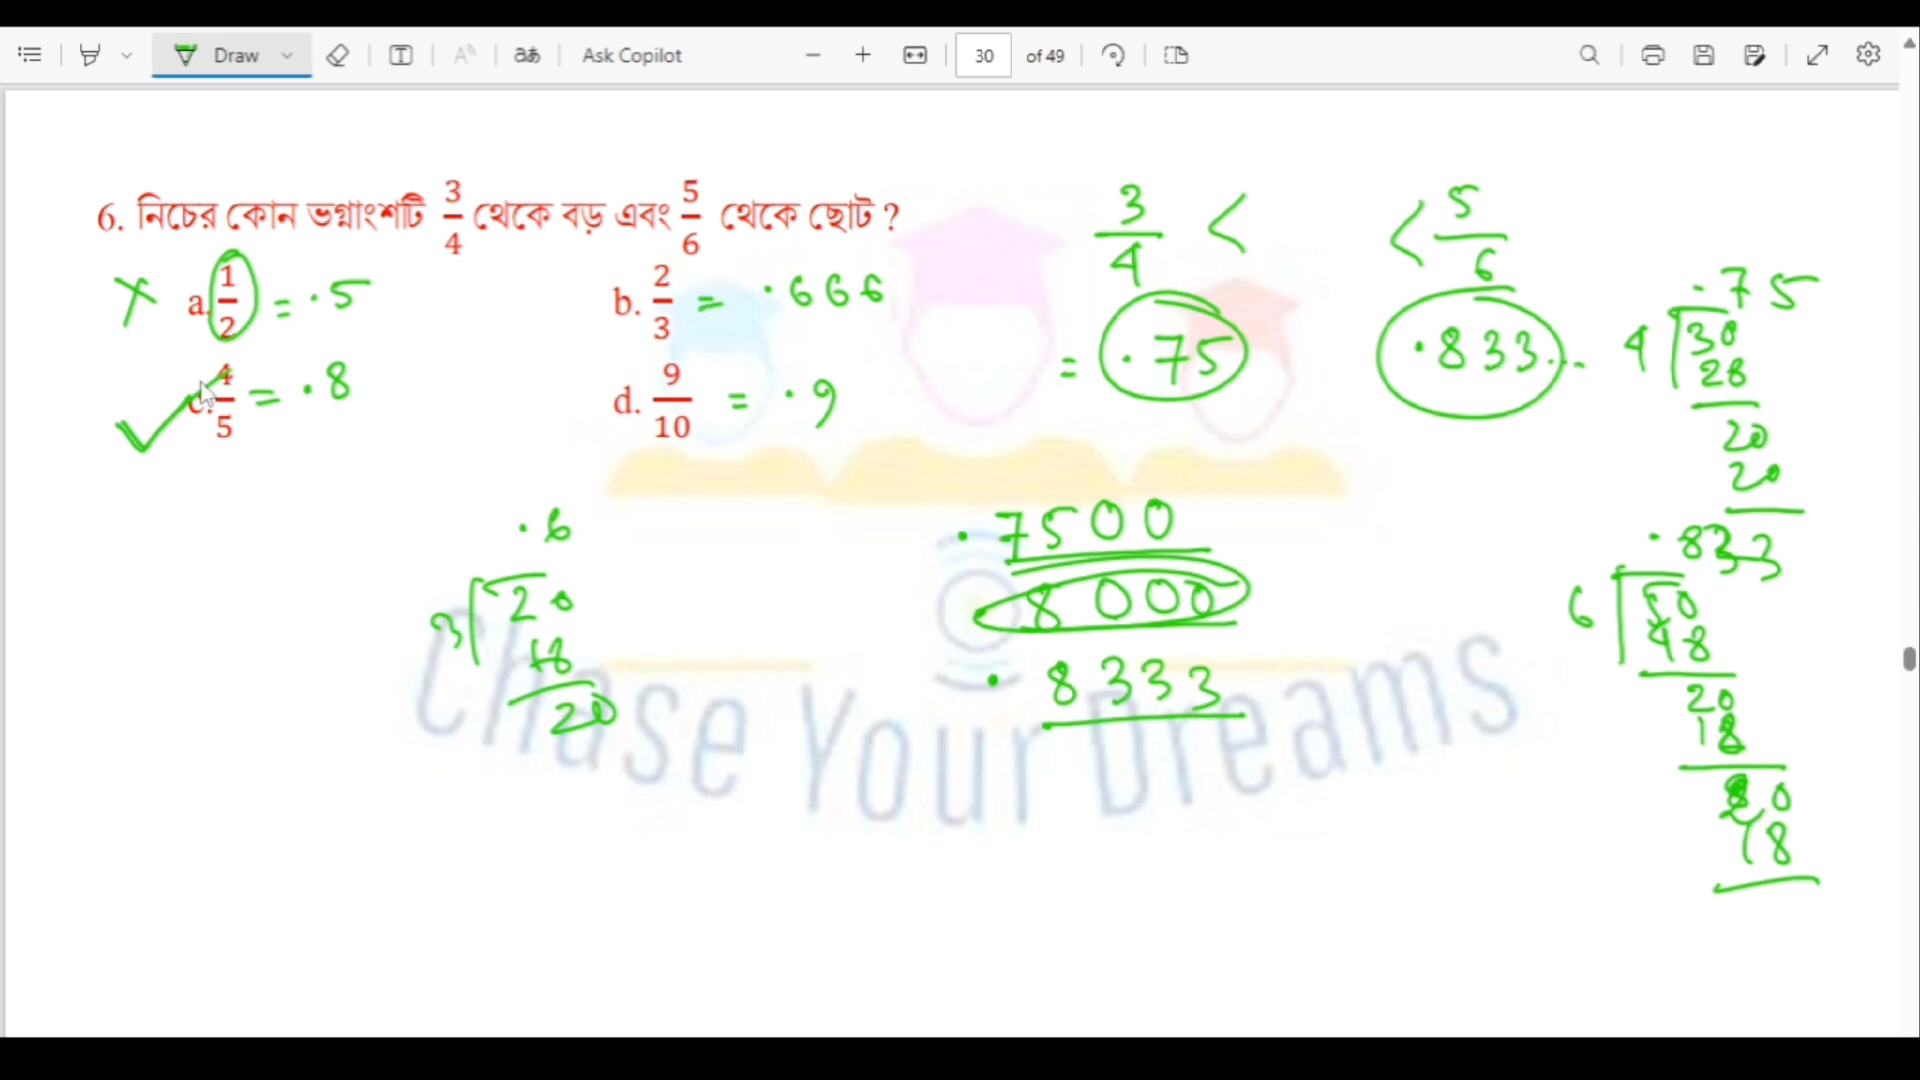 Draw
Ask Copilot
30 of 49
6. নিচের কোন ভগ্নাংশটি 3/4 থেকে বড় এবং 5/6 থেকে ছোট ?
3/4 < < 5/6
a. 1/2 = .5
b. 2/3 = .666
= .75 .833...
c. 4/5 = .8
d. 9/10 = .9
.75
4 30
28
20
20
.6
3 20
18
20
.7500
8000
.8333
.833
6 50
48
20
18
20
18
Chase Your Dreams